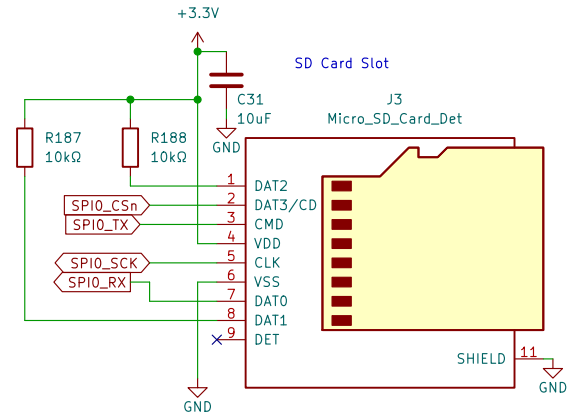 +3.3V
SD Card Slot
C31
10uF
GND
J3
Micro_SD_Card_Det
R187
10kΩ
R188
10kΩ
1 DAT2
SPI0_CSn 2 DAT3/CD
SPI0_TX 3 CMD
4 VDD
SPI0_SCK 5 CLK
SPI0_RX 6 VSS
7 DAT0
8 DAT1
9 DET
SHIELD 11
GND
GND